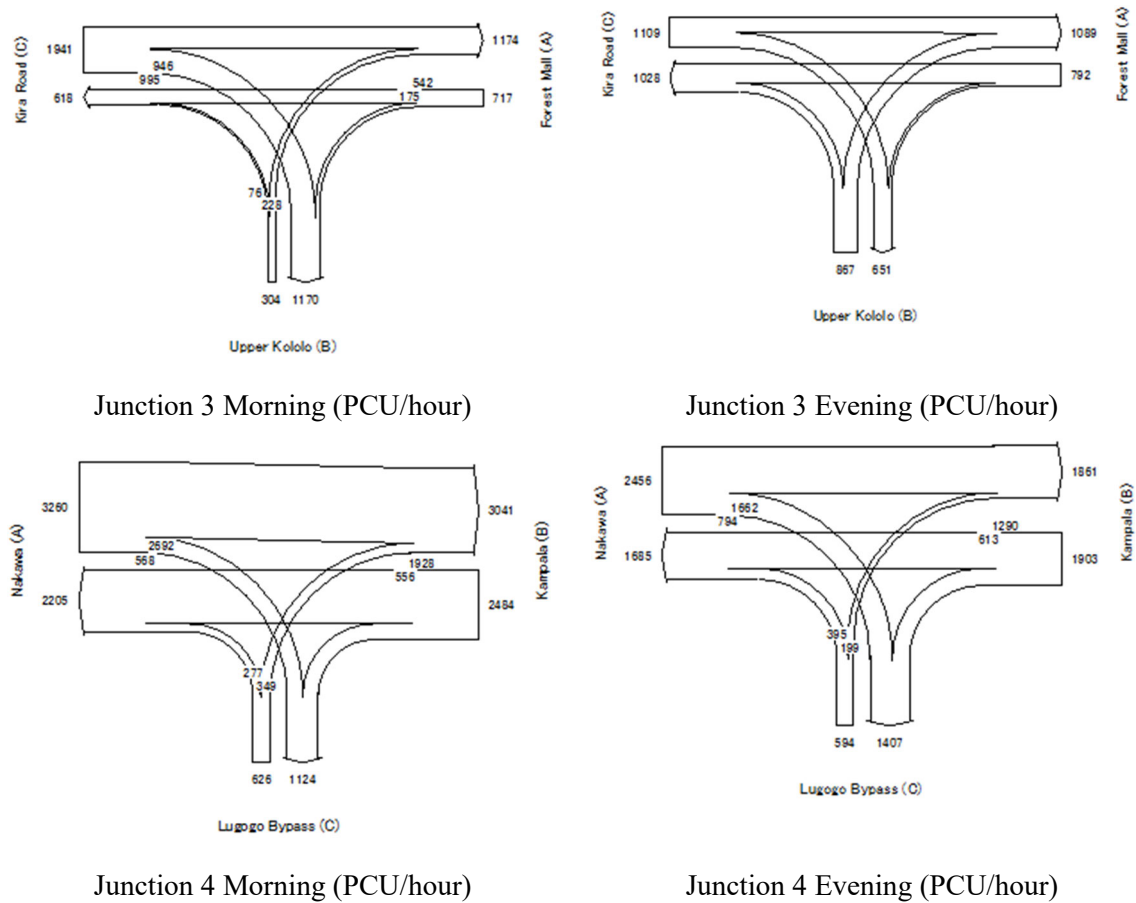 Kira Road (C)
1941
618
946
995
542
175
1174
717
Forest Mall (A)
76
228
304
1170
Upper Kololo (B)
Junction 3 Morning (PCU/hour)
Kira Road (C)
1109
1028
1089
792
Forest Mall (A)
867
651
Upper Kololo (B)
Junction 3 Evening (PCU/hour)
Nakawa (A)
3260
2205
2692
568
1928
556
3041
2484
Kampala (B)
277
349
626
1124
Lugogo Bypass (C)
Junction 4 Morning (PCU/hour)
Nakawa (A)
2456
1685
1662
794
1290
613
1861
1903
Kampala (B)
395
199
594
1407
Lugogo Bypass (C)
Junction 4 Evening (PCU/hour)